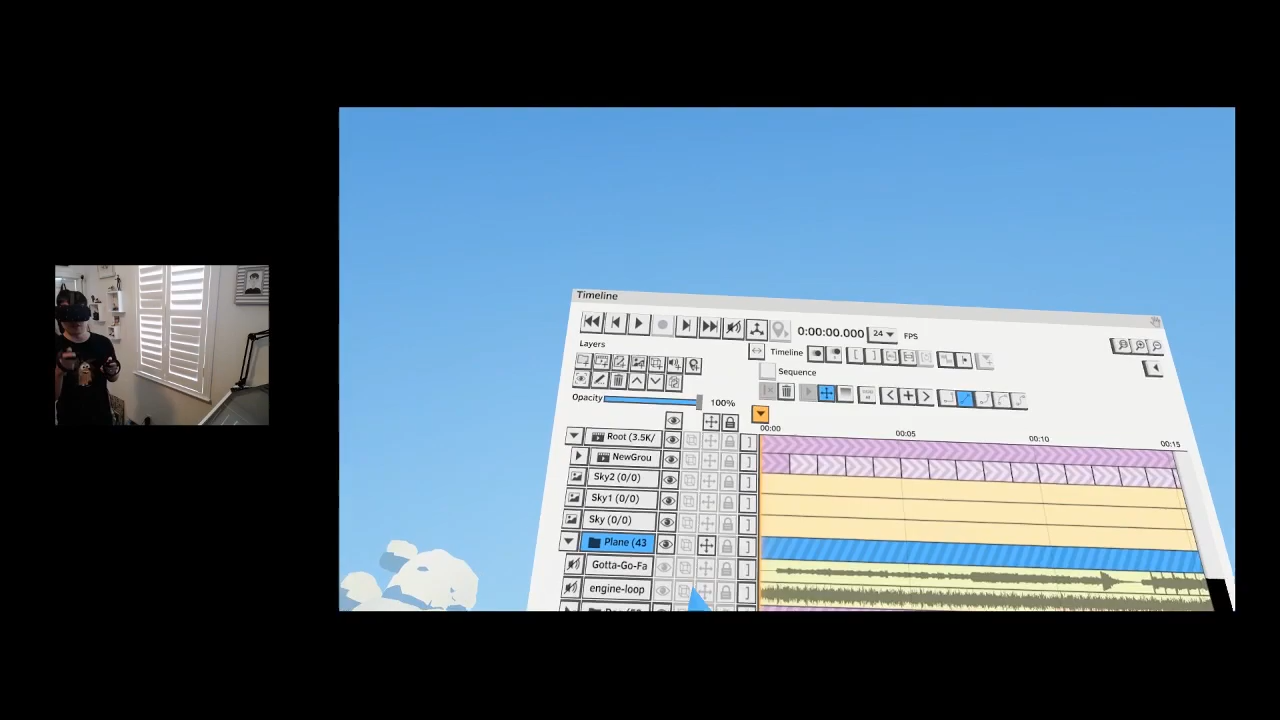 Timeline
0:00:00.000 24 FPS
Layers
Timeline
Sequence
Opacity 100%
00:00 00:05 00:10 00:15
Root (3.5K/
NewGrou
Sky2 (0/0)
Sky1 (0/0)
Sky (0/0)
Plane (43
Gotta-Go-Fa
engine-loop